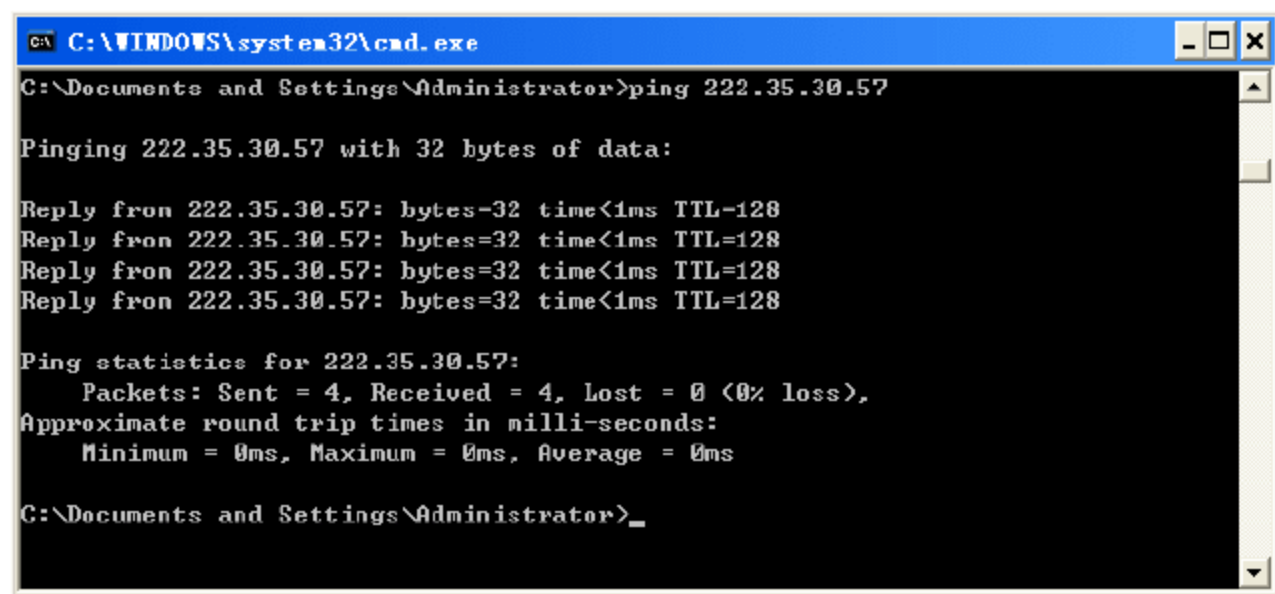 C:\WINDOWS\system32\cmd.exe
C:\Documents and Settings\Administrator>ping 222.35.30.57
Pinging 222.35.30.57 with 32 bytes of data:
Reply from 222.35.30.57: bytes=32 time<1ms TTL=128
Reply from 222.35.30.57: bytes=32 time<1ms TTL=128
Reply from 222.35.30.57: bytes=32 time<1ms TTL=128
Reply from 222.35.30.57: bytes=32 time<1ms TTL=128
Ping statistics for 222.35.30.57:
Packets: Sent = 4, Received = 4, Lost = 0 (0% loss),
Approximate round trip times in milli-seconds:
Minimum = 0ms, Maximum = 0ms, Average = 0ms
C:\Documents and Settings\Administrator>_